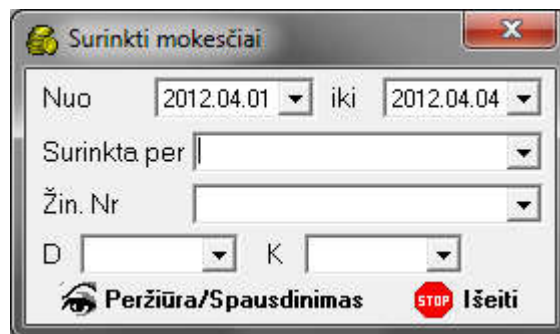 Surinkti mokesčiai
Nuo 2012.04.01 iki 2012.04.04
Surinkta per
Žin. Nr
D K
Peržiūra/Spausdinimas STOP Išeiti